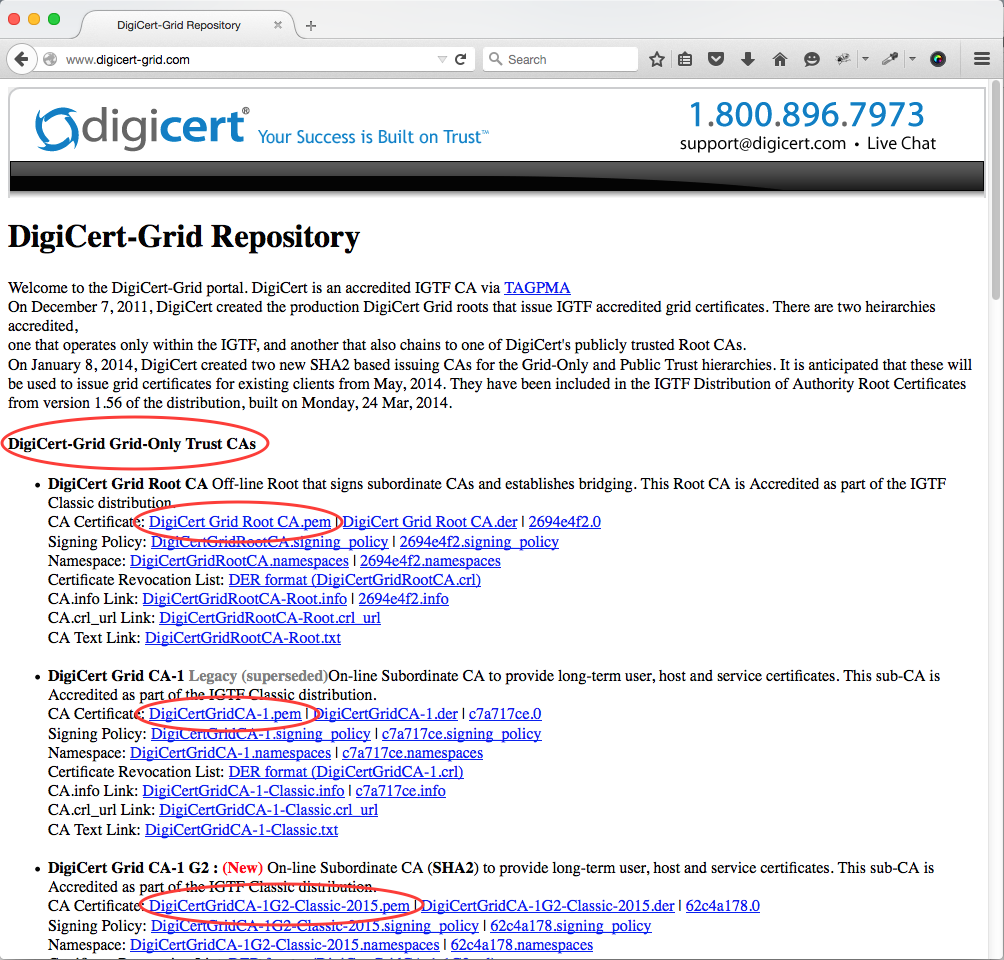 DigiCert-Grid Repository
www.digicert-grid.com
Search
digicert® Your Success is Built on Trust™
1.800.896.7973
support@digicert.com • Live Chat
DigiCert-Grid Repository
Welcome to the DigiCert-Grid portal. DigiCert is an accredited IGTF CA via TAGPMA
On December 7, 2011, DigiCert created the production DigiCert Grid roots that issue IGTF accredited grid certificates. There are two heirarchies
accredited,
one that operates only within the IGTF, and another that also chains to one of DigiCert's publicly trusted Root CAs.
On January 8, 2014, DigiCert created two new SHA2 based issuing CAs for the Grid-Only and Public Trust hierarchies. It is anticipated that these will
be used to issue grid certificates for existing clients from May, 2014. They have been included in the IGTF Distribution of Authority Root Certificates
from version 1.56 of the distribution, built on Monday, 24 Mar, 2014.
DigiCert-Grid Grid-Only Trust CAs
• DigiCert Grid Root CA Off-line Root that signs subordinate CAs and establishes bridging. This Root CA is Accredited as part of the IGTF
Classic distribution.
CA Certificate: DigiCert Grid Root CA.pem | DigiCert Grid Root CA.der | 2694e4f2.0
Signing Policy: DigiCertGridRootCA.signing_policy | 2694e4f2.signing_policy
Namespace: DigiCertGridRootCA.namespaces | 2694e4f2.namespaces
Certificate Revocation List: DER format (DigiCertGridRootCA.crl)
CA.info Link: DigiCertGridRootCA-Root.info | 2694e4f2.info
CA.crl_url Link: DigiCertGridRootCA-Root.crl_url
CA Text Link: DigiCertGridRootCA-Root.txt
• DigiCert Grid CA-1 Legacy (superseded)On-line Subordinate CA to provide long-term user, host and service certificates. This sub-CA is
Accredited as part of the IGTF Classic distribution.
CA Certificate: DigiCertGridCA-1.pem | DigiCertGridCA-1.der | c7a717ce.0
Signing Policy: DigiCertGridCA-1.signing_policy | c7a717ce.signing_policy
Namespace: DigiCertGridCA-1.namespaces | c7a717ce.namespaces
Certificate Revocation List: DER format (DigiCertGridCA-1.crl)
CA.info Link: DigiCertGridCA-1-Classic.info | c7a717ce.info
CA.crl_url Link: DigiCertGridCA-1-Classic.crl_url
CA Text Link: DigiCertGridCA-1-Classic.txt
• DigiCert Grid CA-1 G2 : (New) On-line Subordinate CA (SHA2) to provide long-term user, host and service certificates. This sub-CA is
Accredited as part of the IGTF Classic distribution.
CA Certificate: DigiCertGridCA-1G2-Classic-2015.pem | DigiCertGridCA-1G2-Classic-2015.der | 62c4a178.0
Signing Policy: DigiCertGridCA-1G2-Classic-2015.signing_policy | 62c4a178.signing_policy
Namespace: DigiCertGridCA-1G2-Classic-2015.namespaces | 62c4a178.namespaces